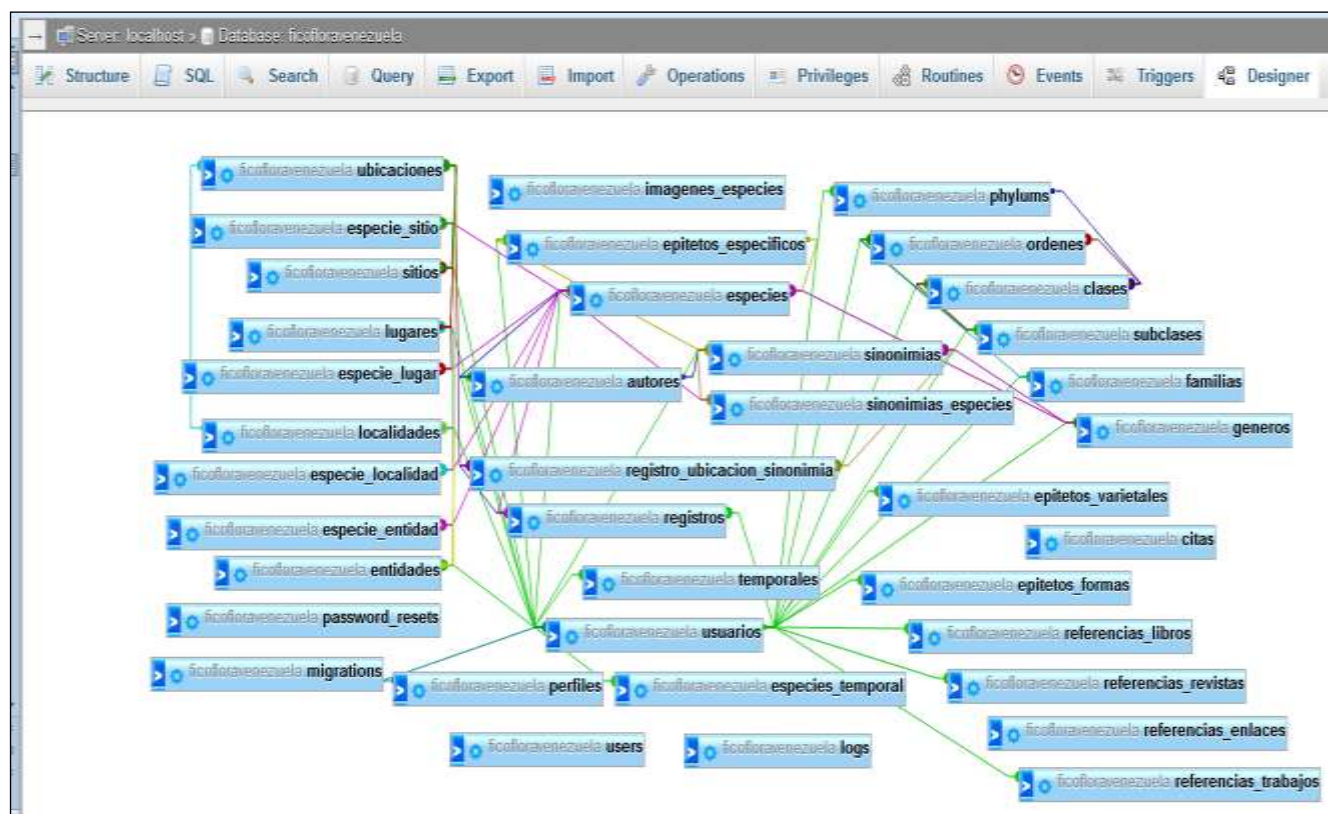 Server: localhost » Database: ficofloravenezuela
Structure SQL Search Query Export Import Operations Privileges Routines Events Triggers Designer
ficofloravenezuela ubicaciones
ficofloravenezuela imagenes_especies
ficofloravenezuela phylums
ficofloravenezuela especie_sitio
ficofloravenezuela epitetos_especificos
ficofloravenezuela ordenes
ficofloravenezuela sitios
ficofloravenezuela especies
ficofloravenezuela clases
ficofloravenezuela lugares
ficofloravenezuela subclases
ficofloravenezuela sinonimias
ficofloravenezuela especie_lugar
ficofloravenezuela autores
ficofloravenezuela familias
ficofloravenezuela sinonimias_especies
ficofloravenezuela localidades
ficofloravenezuela generos
ficofloravenezuela especie_localidad
ficofloravenezuela registro_ubicacion_sinonimia
ficofloravenezuela epitetos_varietales
ficofloravenezuela especie_entidad
ficofloravenezuela registros
ficofloravenezuela citas
ficofloravenezuela entidades
ficofloravenezuela temporales
ficofloravenezuela epitetos_formas
ficofloravenezuela password_resets
ficofloravenezuela usuarios
ficofloravenezuela referencias_libros
ficofloravenezuela migrations
ficofloravenezuela perfiles
ficofloravenezuela especies_temporal
ficofloravenezuela referencias_revistas
ficofloravenezuela referencias_enlaces
ficofloravenezuela users
ficofloravenezuela logs
ficofloravenezuela referencias_trabajos